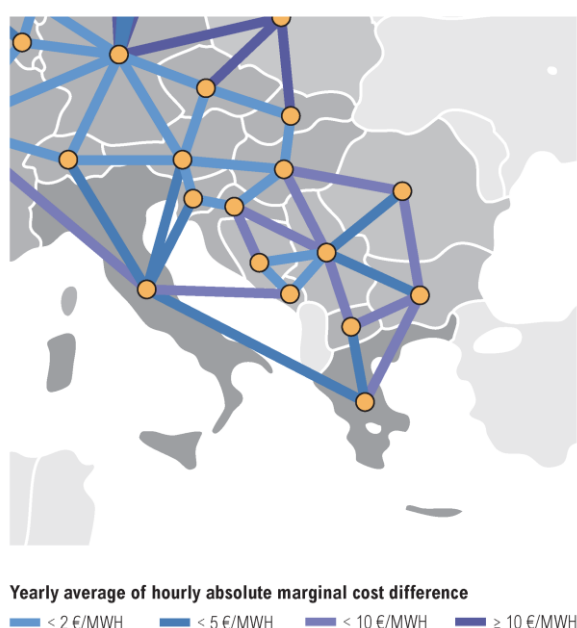 Yearly average of hourly absolute marginal cost difference
< 2 €/MWH < 5 €/MWH < 10 €/MWH ≥ 10 €/MWH